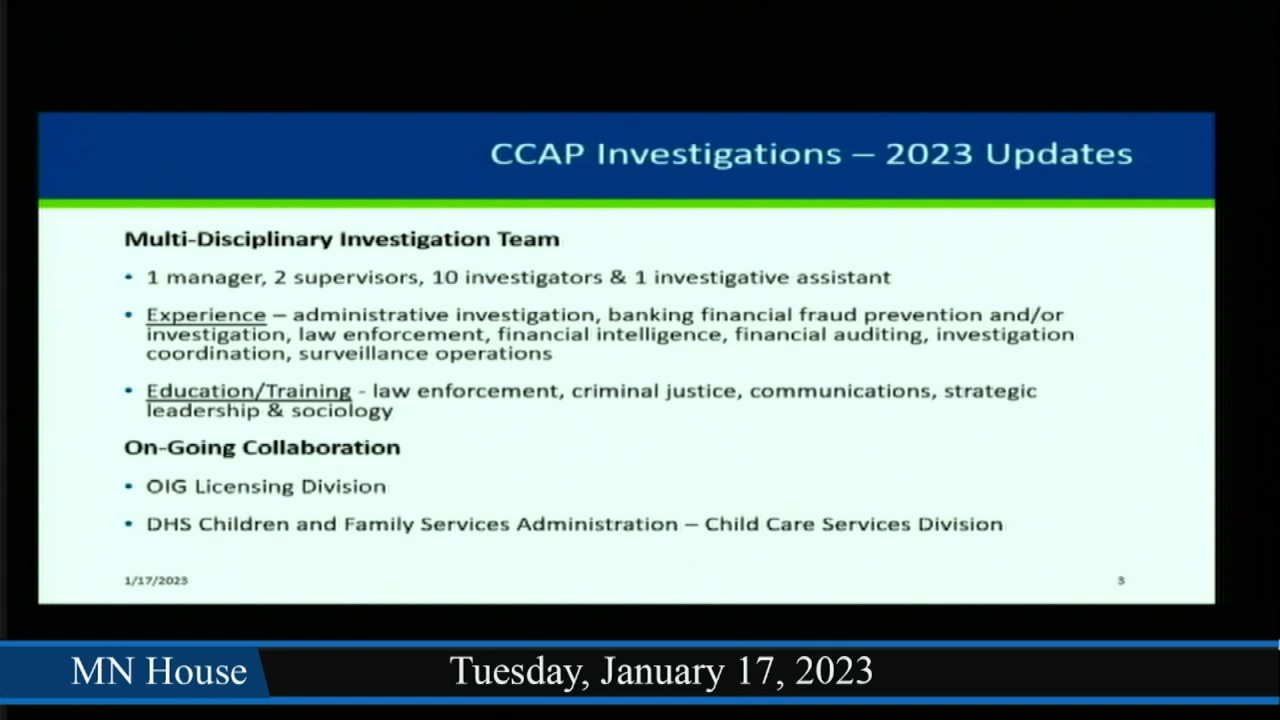 CCAP Investigations – 2023 Updates
Multi-Disciplinary Investigation Team
• 1 manager, 2 supervisors, 10 investigators & 1 investigative assistant
• Experience – administrative investigation, banking financial fraud prevention and/or
investigation, law enforcement, financial intelligence, financial auditing, investigation
coordination, surveillance operations
• Education/Training - law enforcement, criminal justice, communications, strategic
leadership & sociology
On-Going Collaboration
• OIG Licensing Division
• DHS Children and Family Services Administration – Child Care Services Division
1/17/2023
3
MN House
Tuesday, January 17, 2023